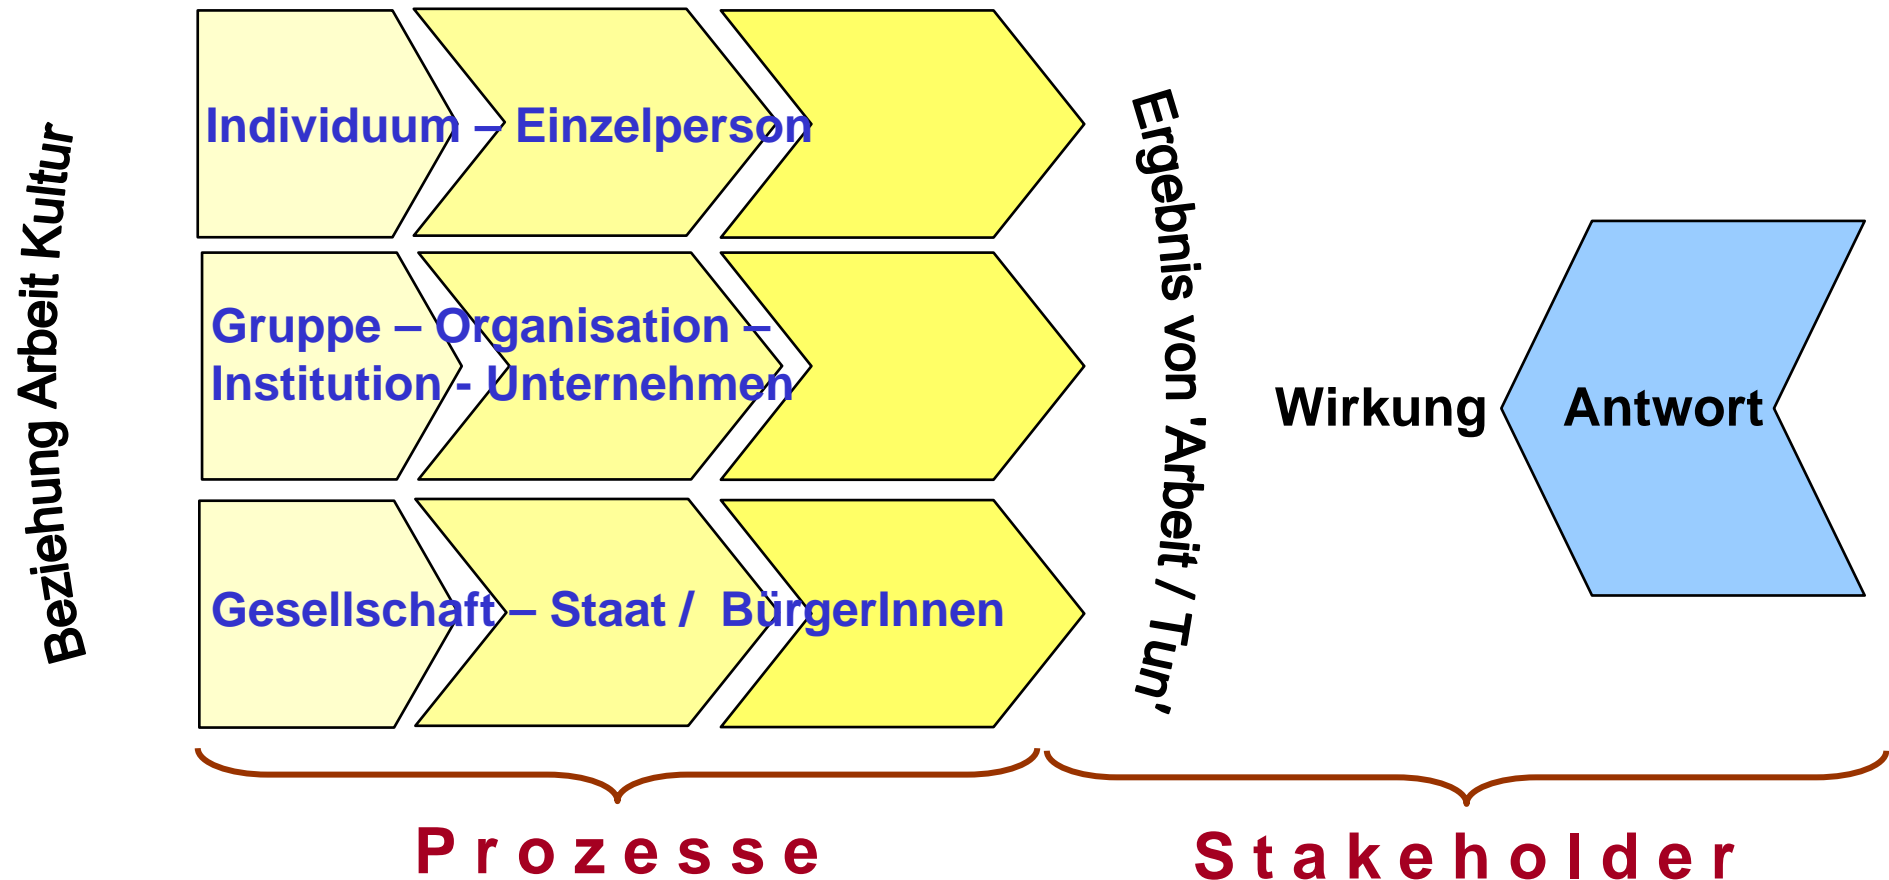 Beziehung Arbeit Kultur
Individuum – Einzelperson
Gruppe – Organisation –
Institution - Unternehmen
Gesellschaft – Staat / BürgerInnen
Ergebnis von 'Arbeit / Tun'
Wirkung
Antwort
Prozesse
Stakeholder